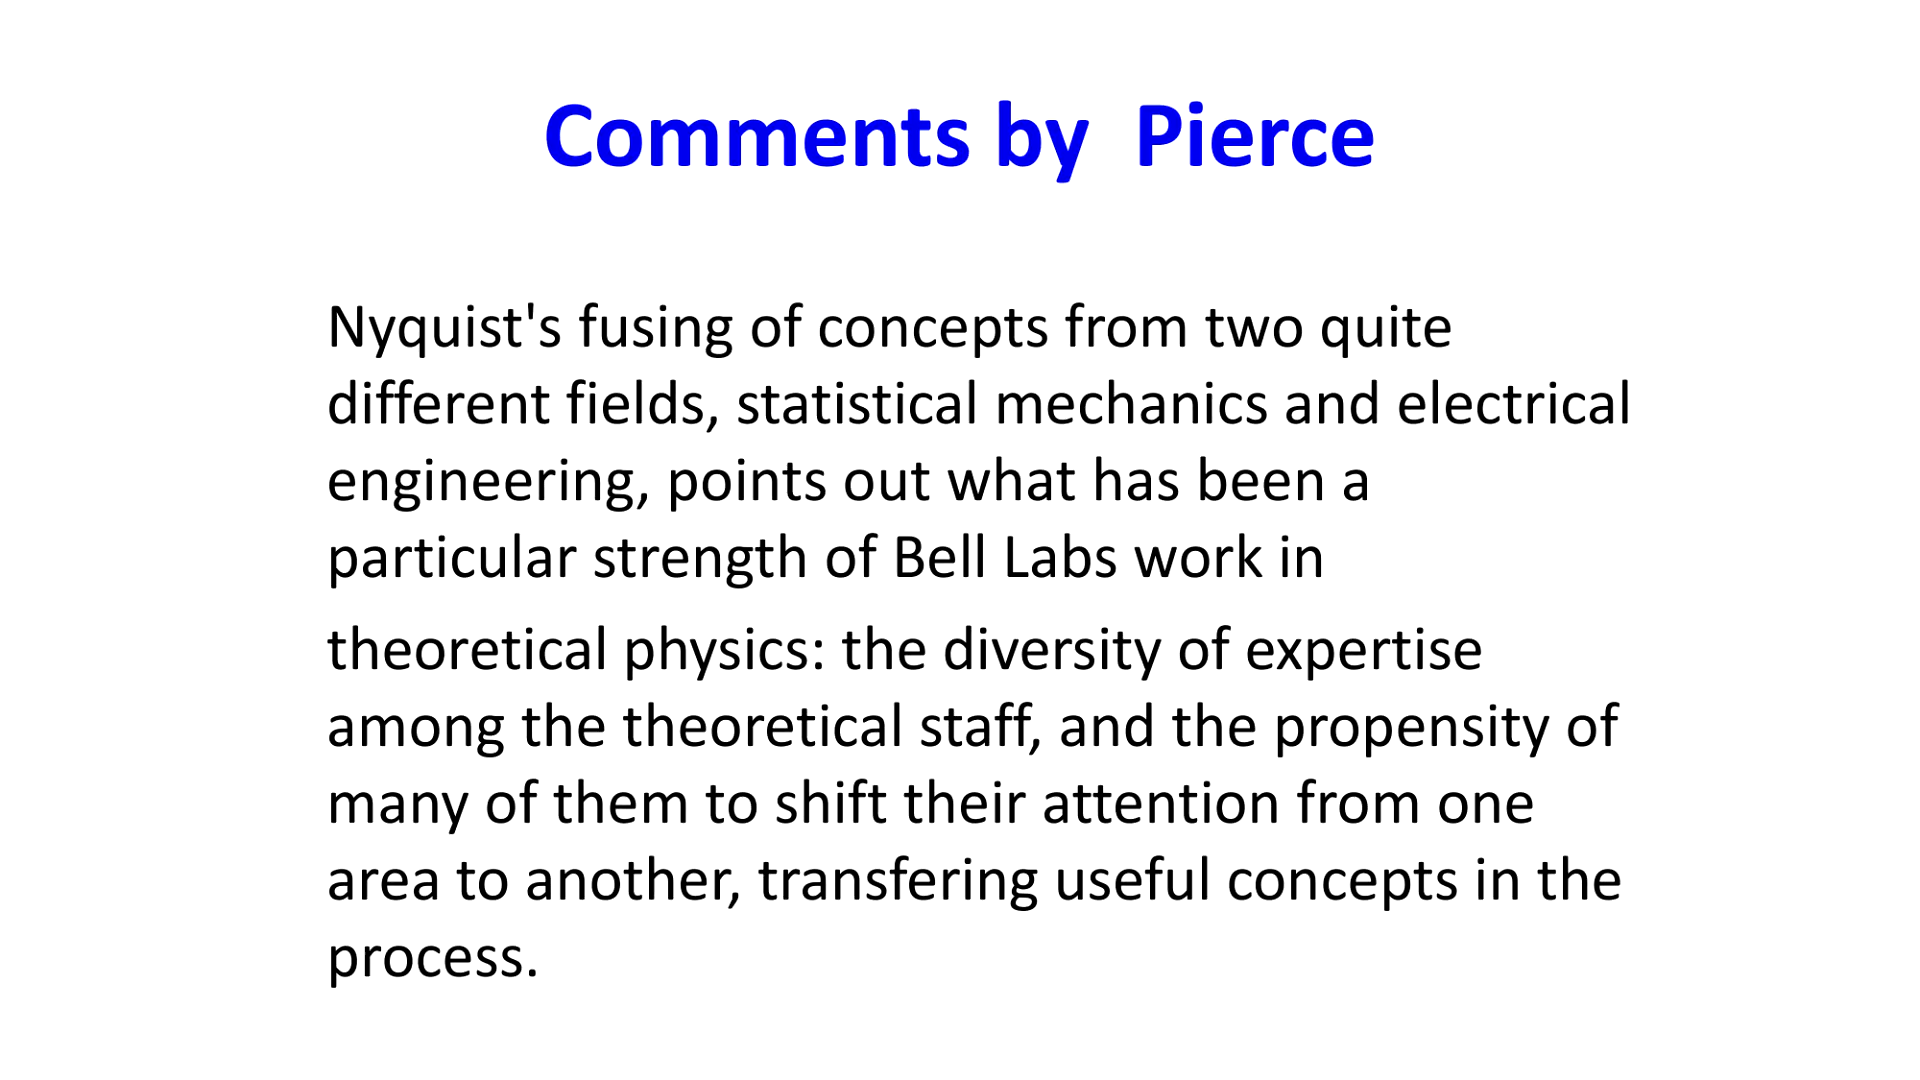 Comments by  Pierce
Nyquist's fusing of concepts from two quite
different fields, statistical mechanics and electrical
engineering, points out what has been a
particular strength of Bell Labs work in
theoretical physics: the diversity of expertise
among the theoretical staff, and the propensity of
many of them to shift their attention from one
area to another, transfering useful concepts in the
process.